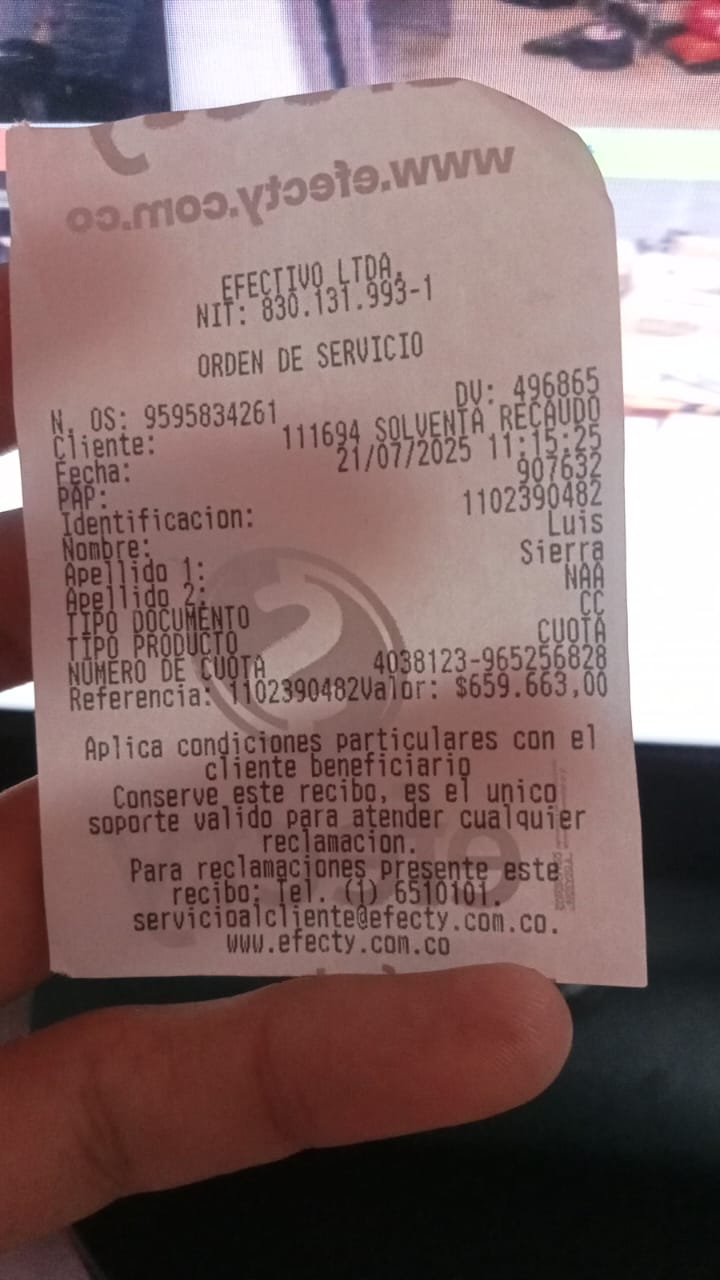 www.efecty.com.co
EFECTIVO LTDA.
NIT: 830.131.993-1
ORDEN DE SERVICIO
N. OS: 9595834261 DV: 496865
Cliente: 111694 SOLVENTA RECAUDO
Fecha: 21/07/2025 11:15:25
PAP: 907632
Identificacion: 1102390482
Nombre: Luis
Apellido 1: Sierra
Apellido 2: NAA
TIPO DOCUMENTO CC
TIPO PRODUCTO CUOTA
NUMERO DE CUOTA 4038123-965256828
Referencia: 1102390482Valor: $659.663,00
Aplica condiciones particulares con el
cliente beneficiario
Conserve este recibo, es el unico
soporte valido para atender cualquier
reclamacion.
Para reclamaciones presente este
recibo: Tel. (1) 6510101.
servicioalcliente@efecty.com.co.
www.efecty.com.co